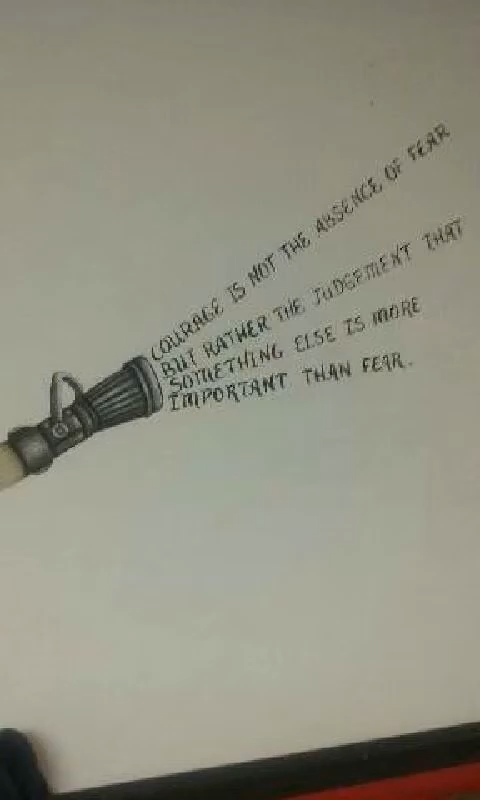 COURAGE IS NOT THE ABSENCE OF FEAR
BUT RATHER THE JUDGEMENT THAT
SOMETHING ELSE IS MORE
IMPORTANT THAN FEAR.